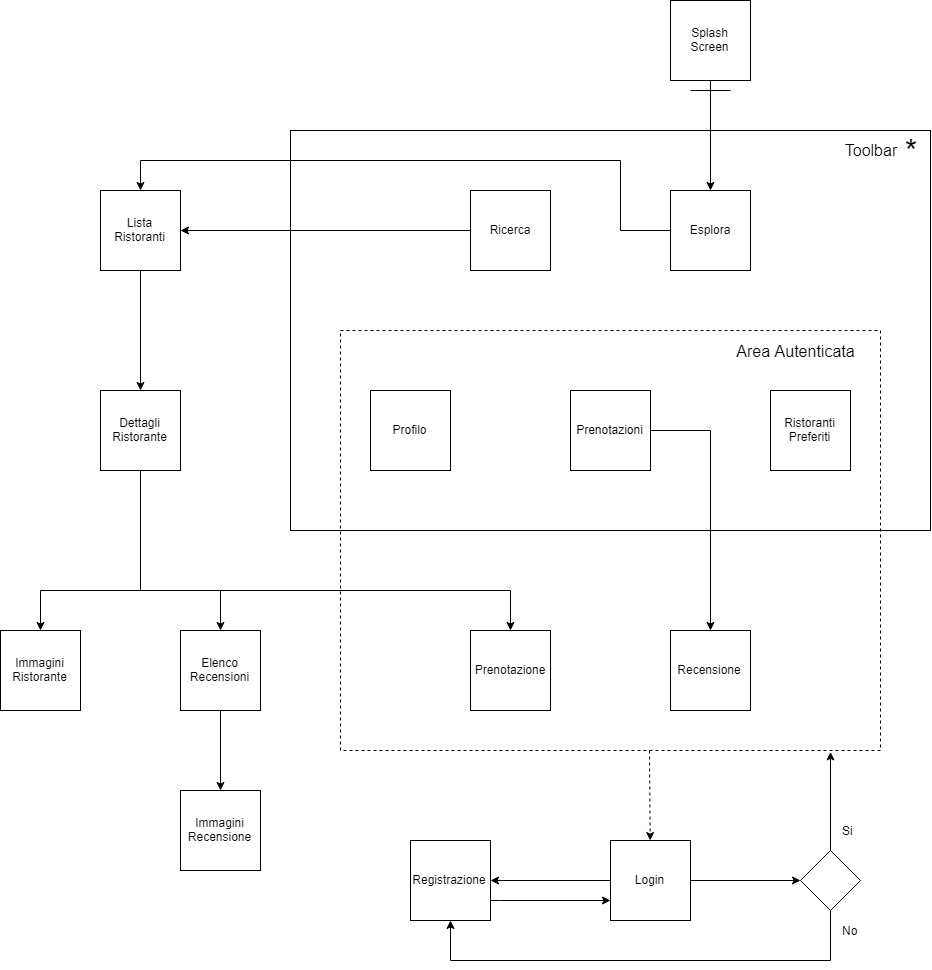 Splash
Screen
Toolbar *
Lista
Ristoranti
Ricerca
Esplora
Area Autenticata
Dettagli
Ristorante
Profilo
Prenotazioni
Ristoranti
Preferiti
Immagini
Ristorante
Elenco
Recensioni
Prenotazione
Recensione
Immagini
Recensione
Si
Registrazione
Login
No